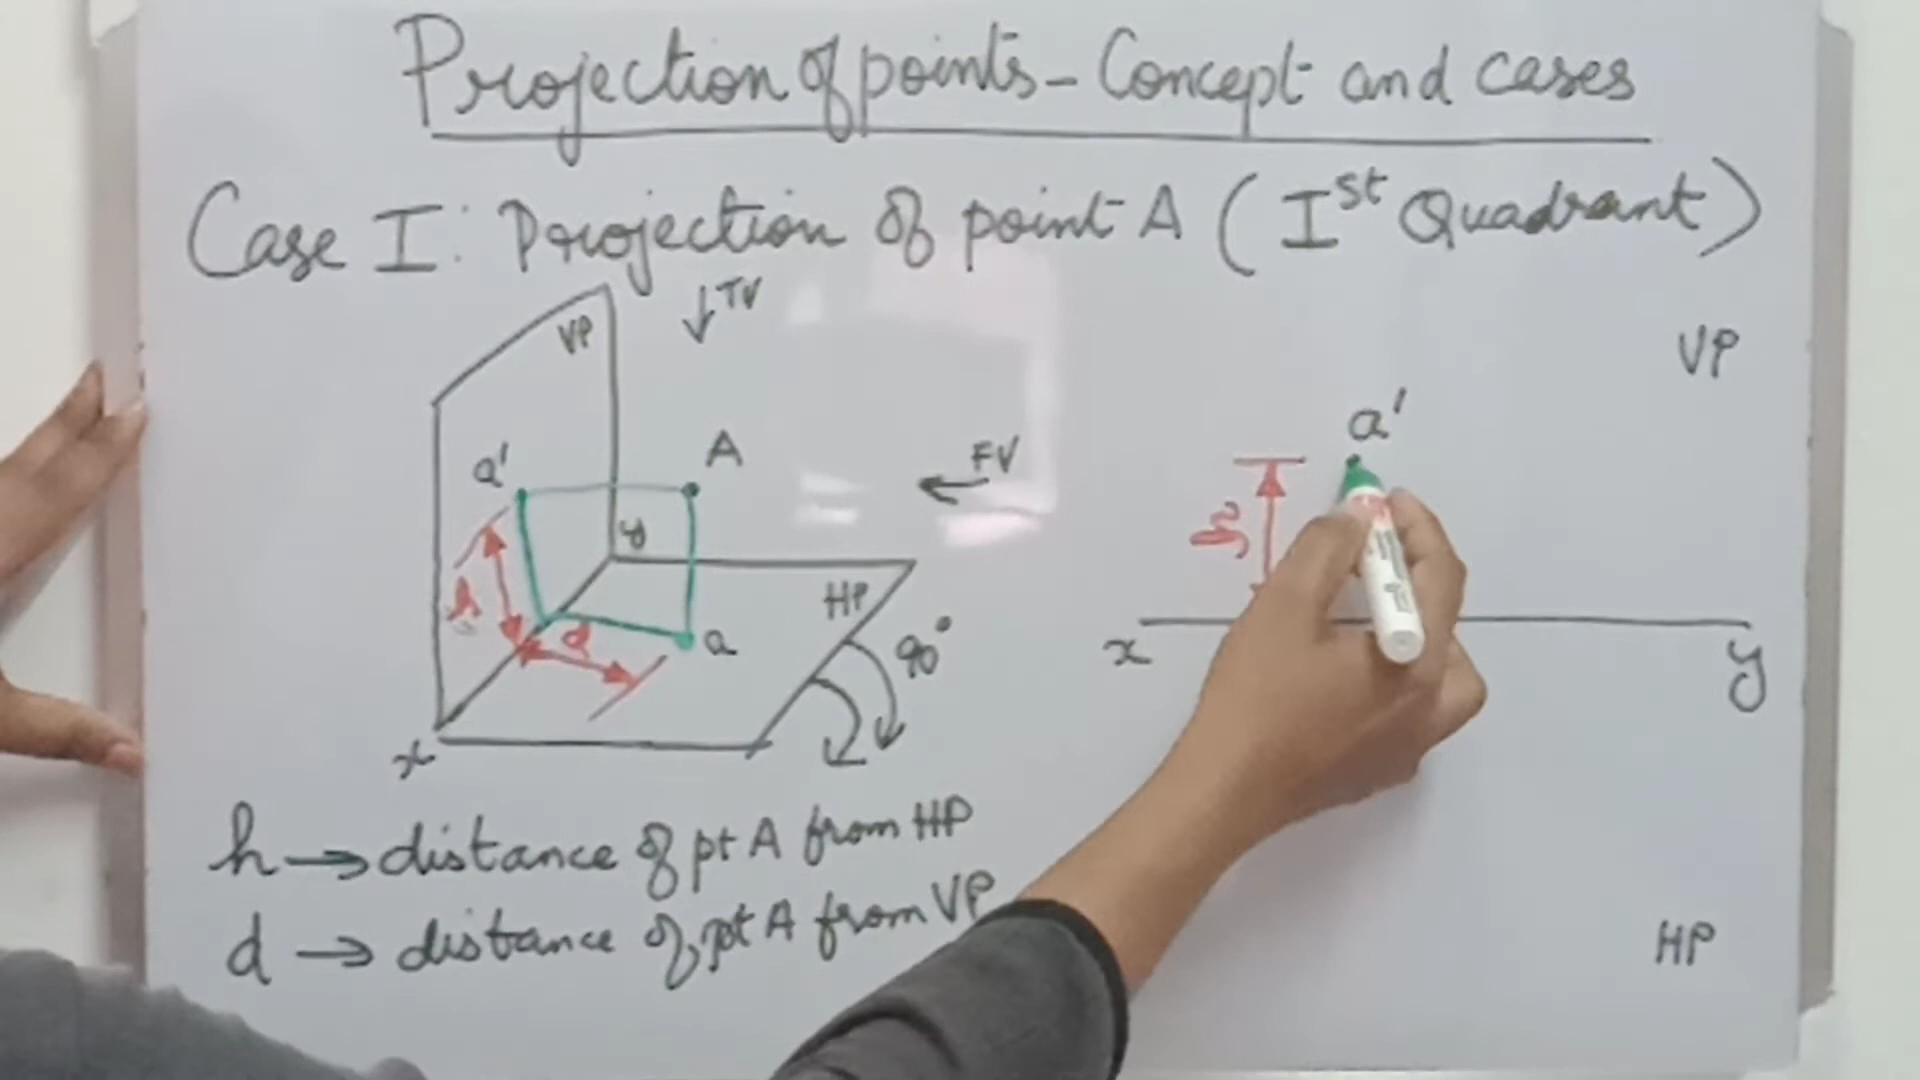 Projection of points - Concept and cases
Case I: Projection of point A (Ist Quadrant)
↓ TV
VP
VP
a'
A
← FV
a'
y
h
h
HP
d
a
90°
x
y
x
h → distance of pt A from HP
d → distance of pt A from VP
HP